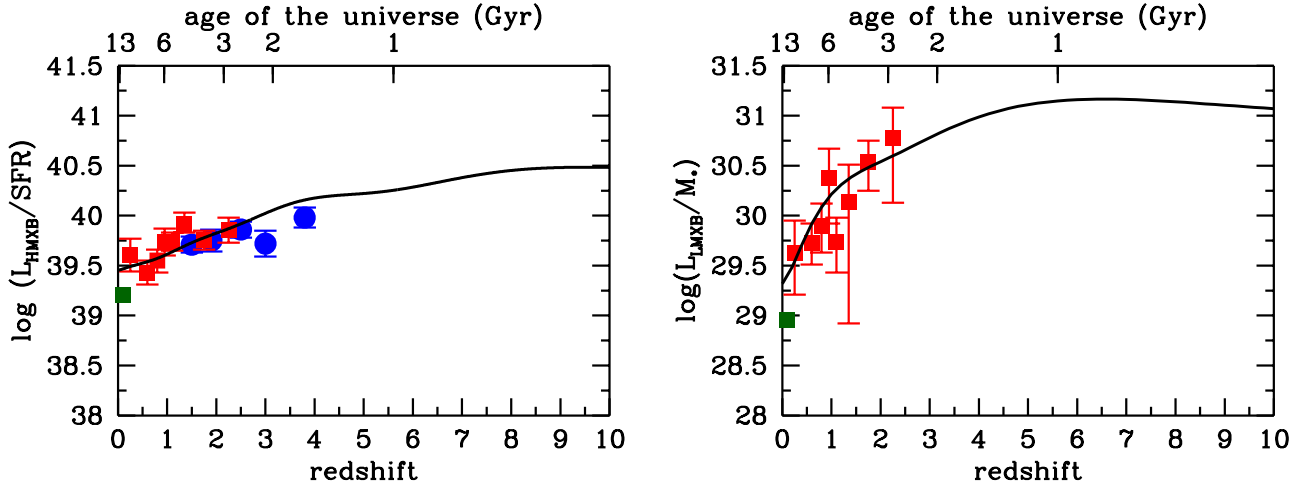 age of the universe (Gyr)
13 6 3 2 1
41.5
41
40.5
40
39.5
39
38.5
38
log (L_HMXB/SFR)
0 1 2 3 4 5 6 7 8 9 10
redshift
age of the universe (Gyr)
13 6 3 2 1
31.5
31
30.5
30
29.5
29
28.5
28
log(L_LMXB/M*)
0 1 2 3 4 5 6 7 8 9 10
redshift